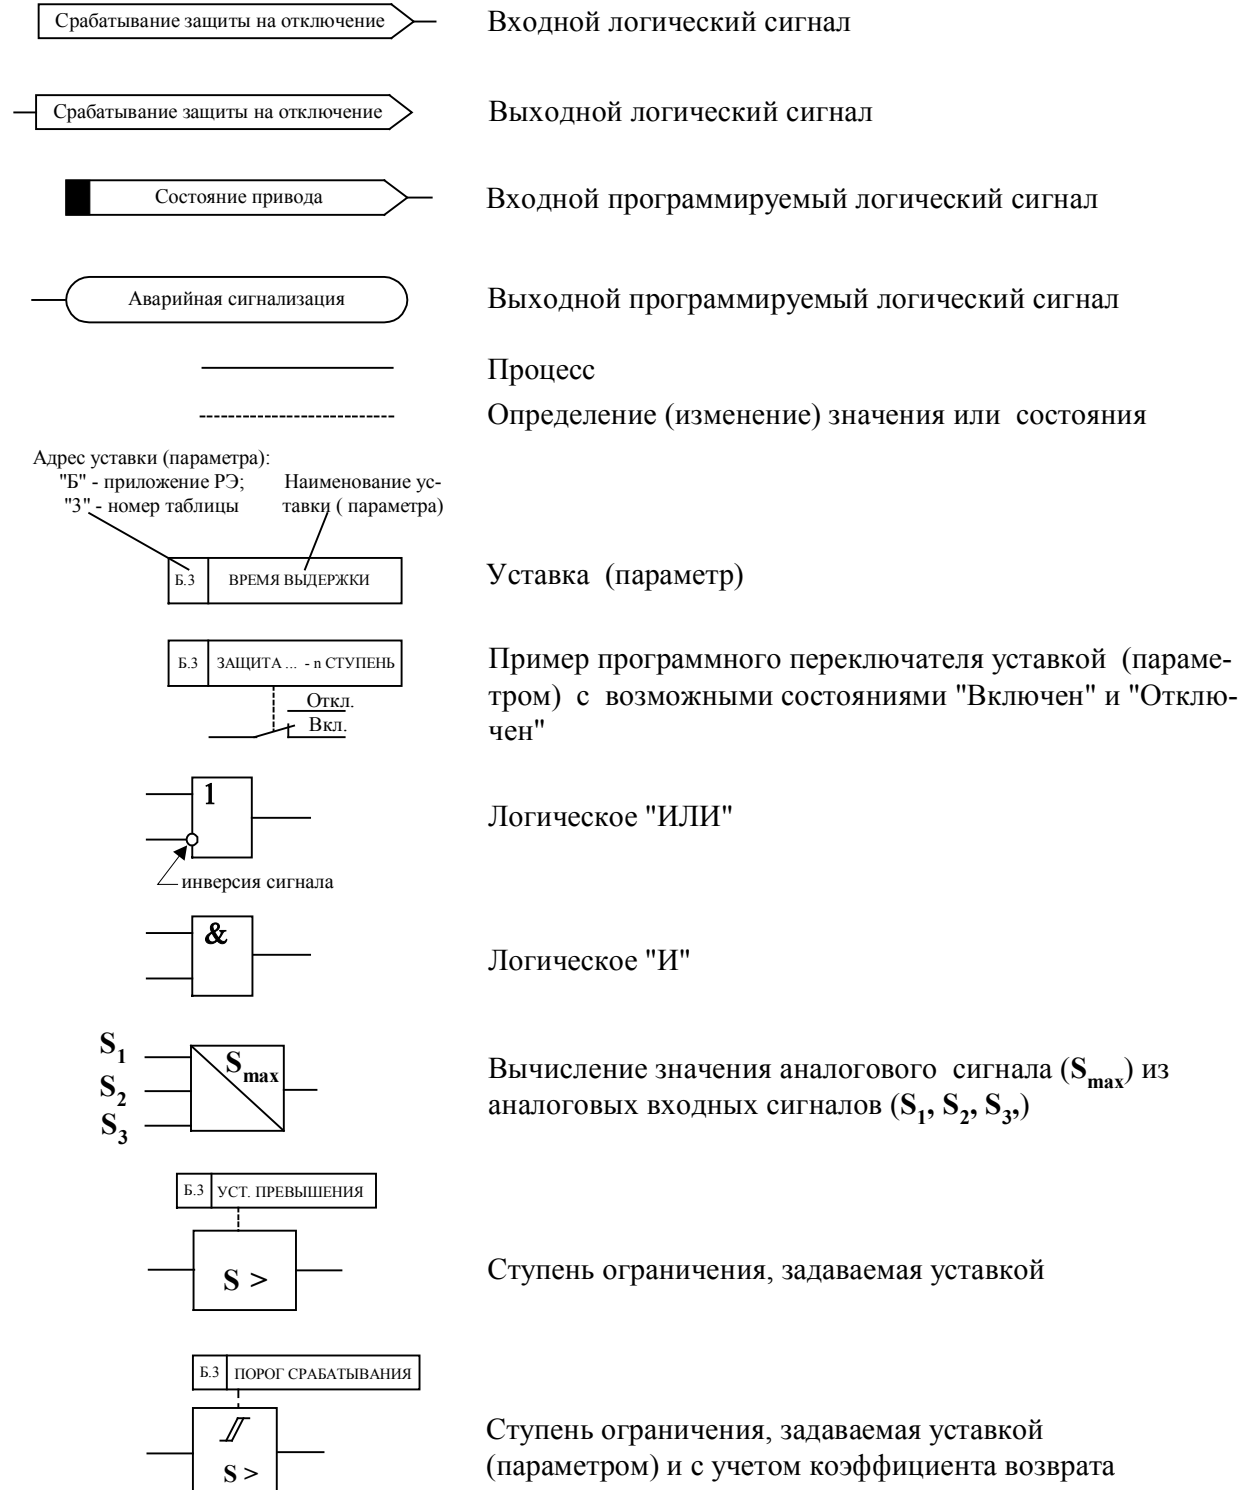 Срабатывание защиты на отключение
Входной логический сигнал
Срабатывание защиты на отключение
Выходной логический сигнал
Состояние привода
Входной программируемый логический сигнал
Аварийная сигнализация
Выходной программируемый логический сигнал
Процесс
Определение (изменение) значения или состояния
Адрес уставки (параметра):
"Б" - приложение РЭ;
"3" - номер таблицы
Наименование ус-
тавки ( параметра)
Б.3 ВРЕМЯ ВЫДЕРЖКИ
Уставка (параметр)
Б.3 ЗАЩИТА ... - n СТУПЕНЬ
Откл.
Вкл.
Пример программного переключателя уставкой (параме-
тром) с возможными состояниями "Включен" и "Отклю-
чен"
1
Логическое "ИЛИ"
инверсия сигнала
&
Логическое "И"
S1
S2
S3
Smax
Вычисление значения аналогового сигнала (Smax) из
аналоговых входных сигналов (S1, S2, S3,)
Б.3 УСТ. ПРЕВЫШЕНИЯ
S >
Ступень ограничения, задаваемая уставкой
Б.3 ПОРОГ СРАБАТЫВАНИЯ
S >
Ступень ограничения, задаваемая уставкой
(параметром) и с учетом коэффициента возврата